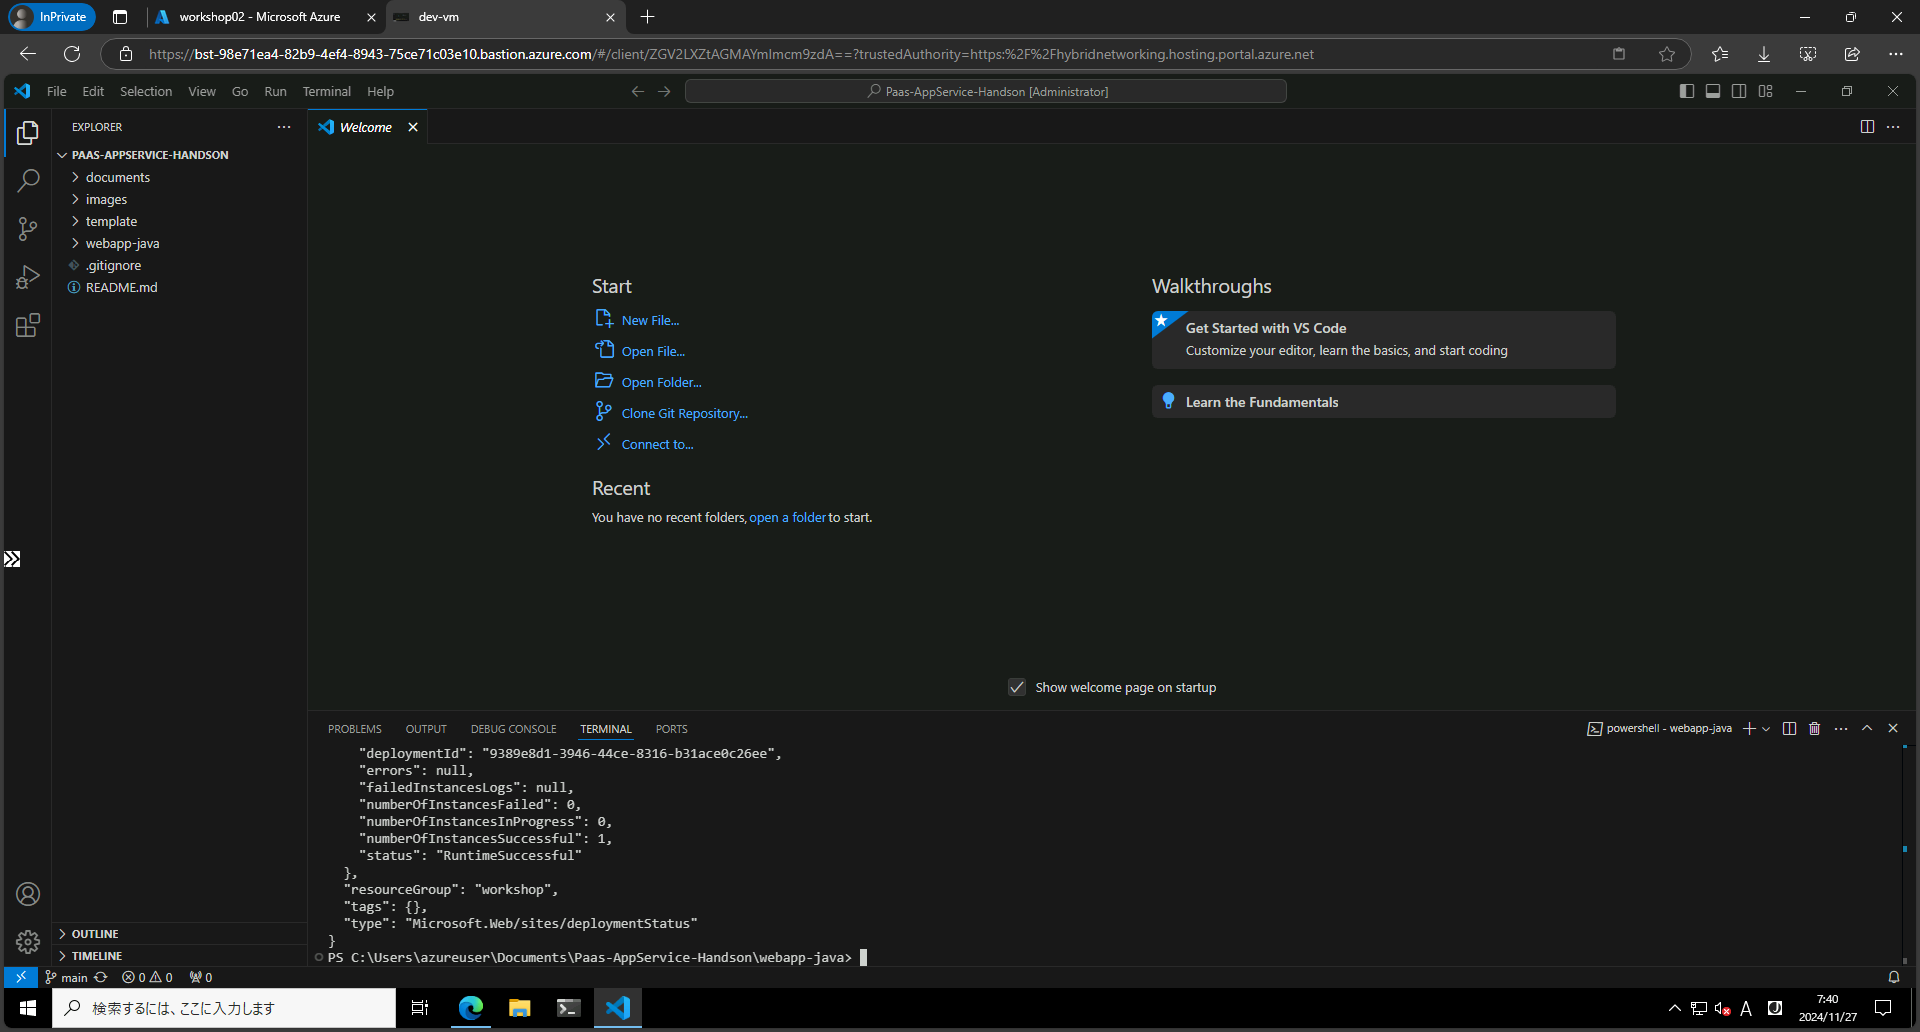 InPrivate
workshop02 - Microsoft Azure
dev-vm
https://bst-98e71ea4-82b9-4ef4-8943-75ce71c03e10.bastion.azure.com/#/client/ZGV2LXZtAGMAYmlmcm9zdA==?trustedAuthority=https:%2F%2Fhybridnetworking.hosting.portal.azure.net
File Edit Selection View Go Run Terminal Help
Paas-AppService-Handson [Administrator]
EXPLORER
Welcome
PAAS-APPSERVICE-HANDSON
documents
images
template
webapp-java
.gitignore
README.md
Start
New File...
Open File...
Open Folder...
Clone Git Repository...
Connect to...
Recent
You have no recent folders, open a folder to start.
Walkthroughs
Get Started with VS Code
Customize your editor, learn the basics, and start coding
Learn the Fundamentals
Show welcome page on startup
PROBLEMS OUTPUT DEBUG CONSOLE TERMINAL PORTS
powershell - webapp-java
"deploymentId": "9389e8d1-3946-44ce-8316-b31ace0c26ee",
"errors": null,
"failedInstancesLogs": null,
"numberOfInstancesFailed": 0,
"numberOfInstancesInProgress": 0,
"numberOfInstancesSuccessful": 1,
"status": "RuntimeSuccessful"
},
"resourceGroup": "workshop",
"tags": {},
"type": "Microsoft.Web/sites/deploymentStatus"
}
PS C:\Users\azureuser\Documents\Paas-AppService-Handson\webapp-java>
OUTLINE
TIMELINE
main
0 0
0
検索するには、ここに入力します
A
7:40
2024/11/27